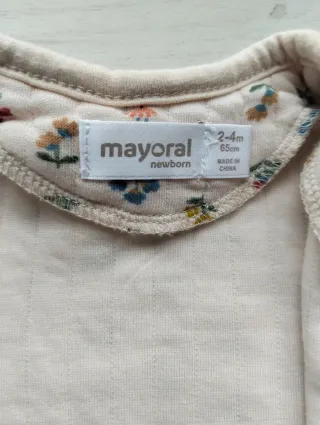 mayoral
newborn
2-4m
65cm
MADE IN
CHINA